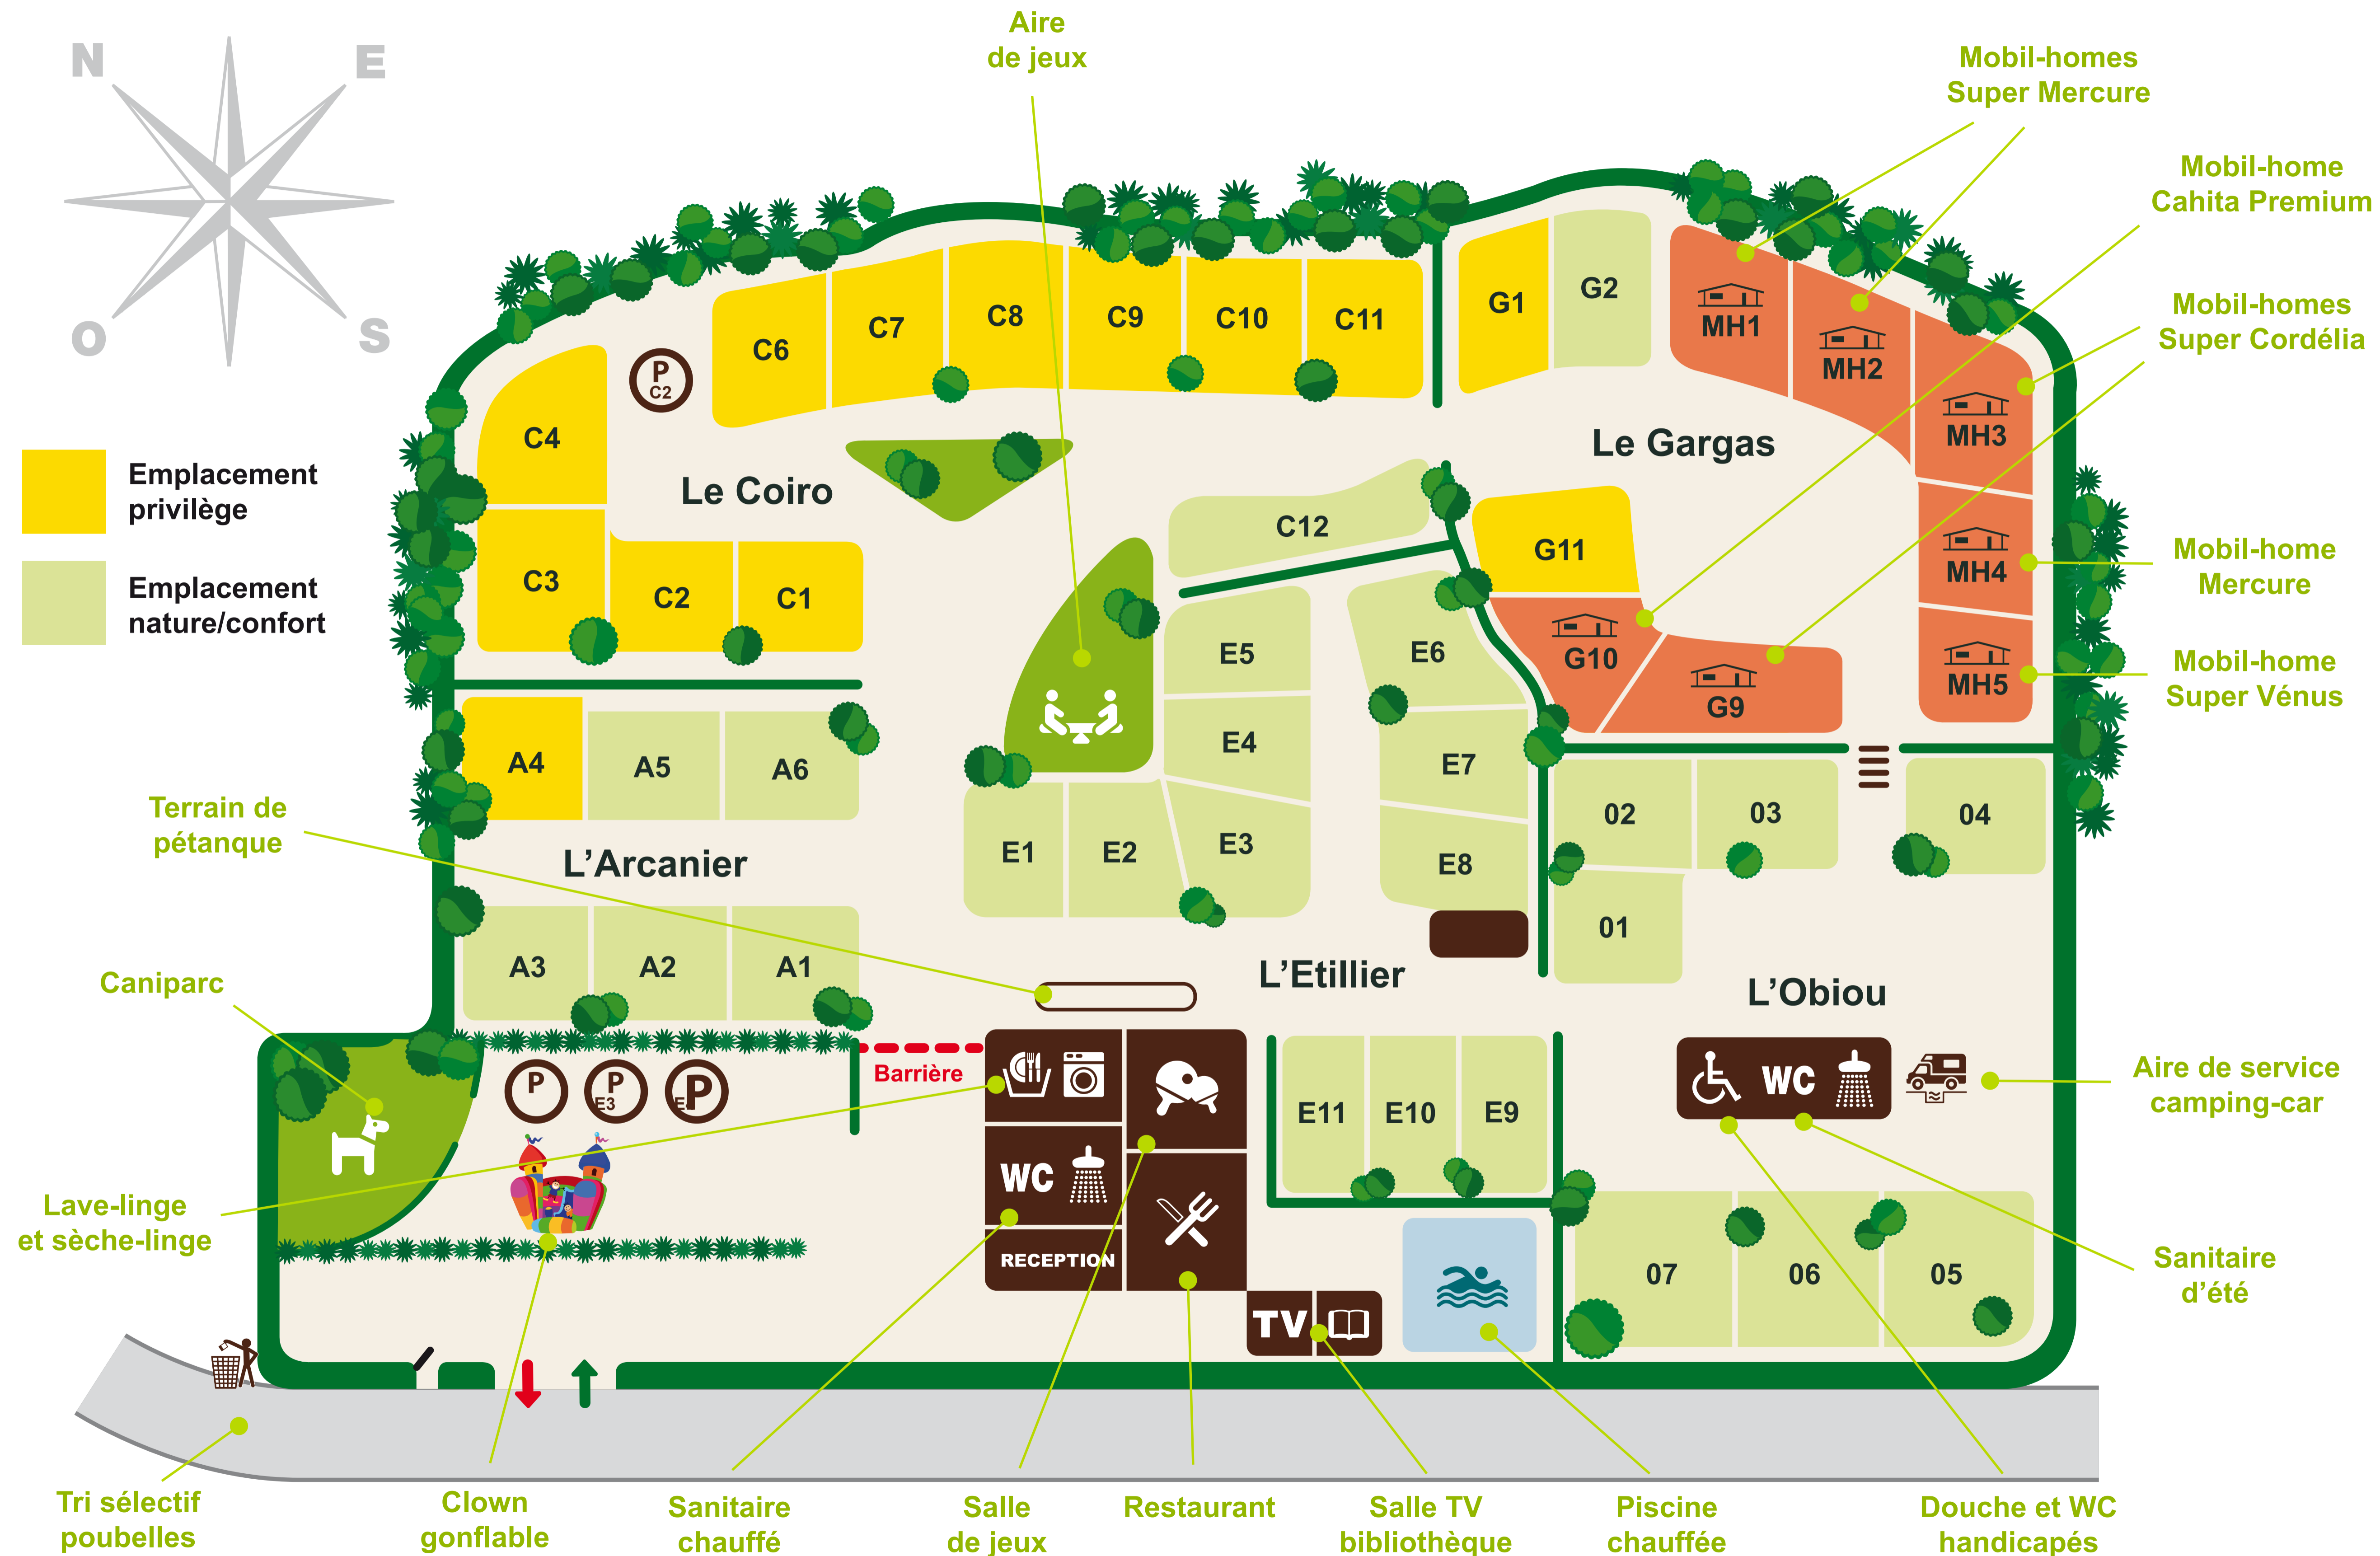 Aire
de jeux
N
E
O
S
Mobil-homes
Super Mercure
Mobil-home
Cahita Premium
Mobil-homes
Super Cordélia
Mobil-home
Mercure
Mobil-home
Super Vénus
Emplacement
privilège
Emplacement
nature/confort
P
C2
C4
C6
C7
C8
C9
C10
C11
G1
G2
MH1
MH2
MH3
MH4
MH5
Le Coiro
Le Gargas
C3
C2
C1
C12
G11
G10
G9
A4
A5
A6
L'Arcanier
A3
A2
A1
E5
E4
E3
E1
E2
E6
E7
E8
02
03
04
01
L'Etillier
L'Obiou
Terrain de
pétanque
Caniparc
Lave-linge
et sèche-linge
P
P
E3
P
Barrière
WC
RECEPTION
TV
E11
E10
E9
WC
07
06
05
Aire de service
camping-car
Sanitaire
d'été
Tri sélectif
poubelles
Clown
gonflable
Sanitaire
chauffé
Salle
de jeux
Restaurant
Salle TV
bibliothèque
Piscine
chauffée
Douche et WC
handicapés